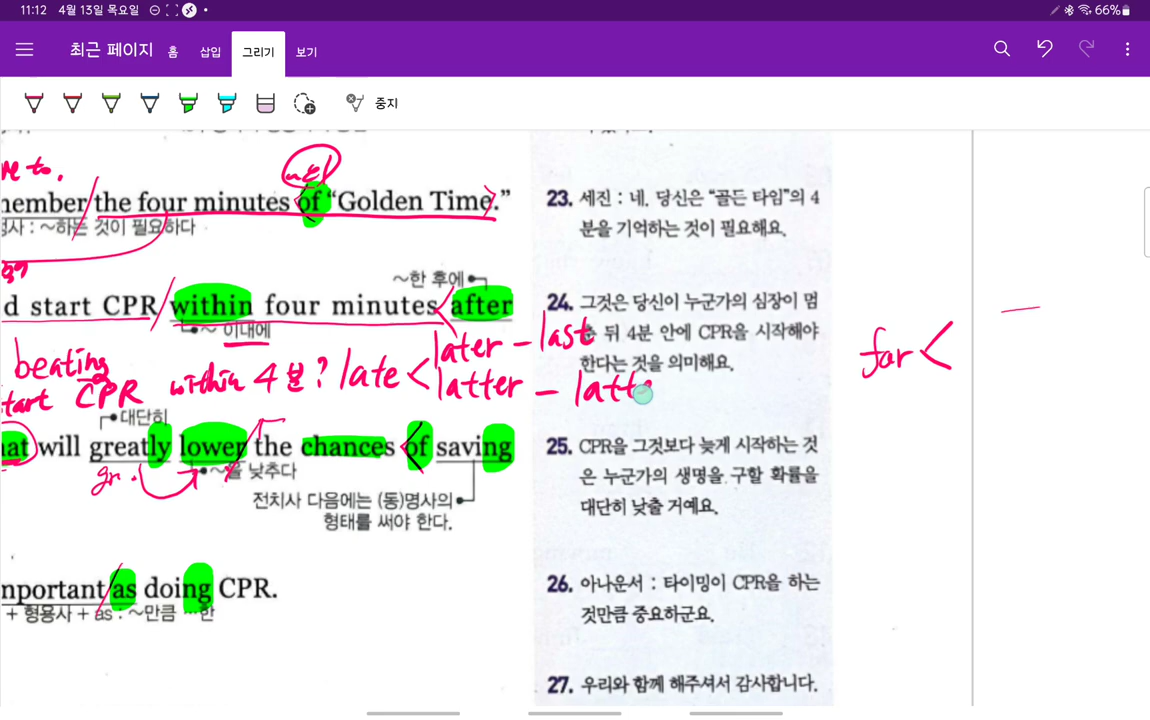 11:12 4월 13일 목요일 66%
최근 페이지 홈 삽입 그리기 보기
중지
ve to.
nember the four minutes of “Golden Time.”
~하는 것이 필요하다
~한 후에
d start CPR within four minutes after
~ 이내에
later - last
beating
start CPR within 4분? late < latter - latt
대단히
at will greatly lower the chances of saving
gr.
~을 낮추다
전치사 다음에는 (동)명사의
형태를 써야 한다.
mportant as doing CPR.
+ 형용사 + as : ~만큼 …한
23. 세진 : 네, 당신은 “골든 타임”의 4
분을 기억하는 것이 필요해요.
24. 그것은 당신이 누군가의 심장이 멈
춘 뒤 4분 안에 CPR을 시작해야
한다는 것을 의미해요.
far <
25. CPR을 그것보다 늦게 시작하는 것
은 누군가의 생명을 구할 확률을
대단히 낮출 거예요.
26. 아나운서 : 타이밍이 CPR을 하는
것만큼 중요하군요.
27. 우리와 함께 해주셔서 감사합니다.